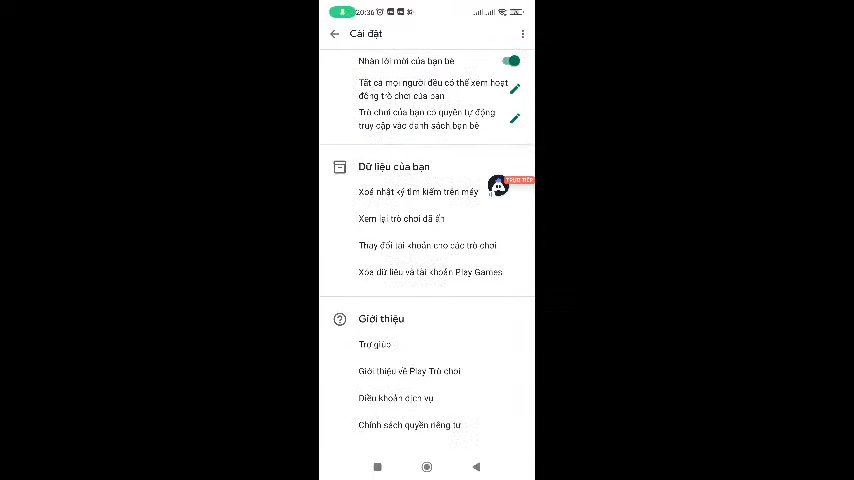 20:36
Cài đặt
Nhận lời mời của bạn bè
Tất cả mọi người đều có thể xem hoạt
động trò chơi của bạn
Trò chơi của bạn có quyền tự động
truy cập vào danh sách bạn bè
Dữ liệu của bạn
Xoá nhật ký tìm kiếm trên máy
TRỰC TIẾP
Xem lại trò chơi đã ẩn
Thay đổi tài khoản cho các trò chơi
Xóa dữ liệu và tài khoản Play Games
Giới thiệu
Trợ giúp
Giới thiệu về Play Trò chơi
Điều khoản dịch vụ
Chính sách quyền riêng tư